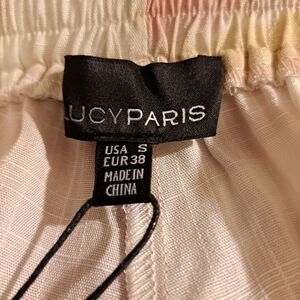 LUCYPARIS
USA S
EUR 38
MADE IN
CHINA